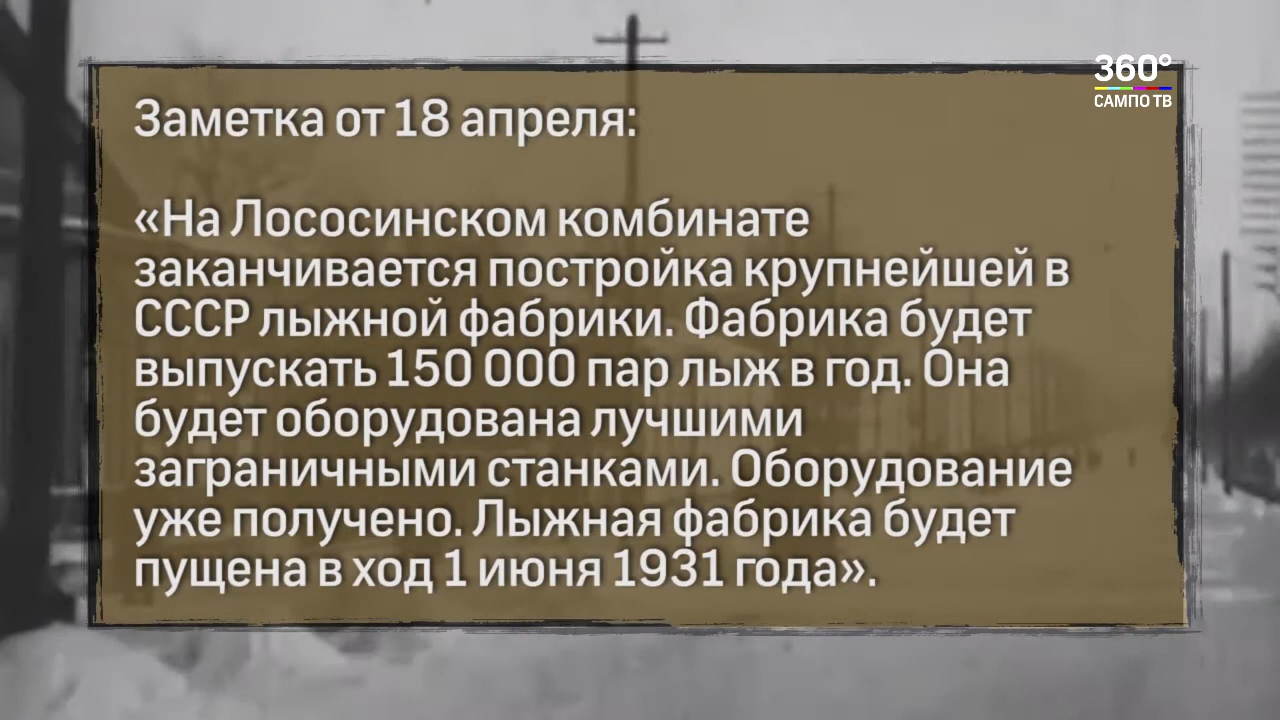 360°
САМПО ТВ
Заметка от 18 апреля:
«На Лососинском комбинате
заканчивается постройка крупнейшей в
СССР лыжной фабрики. Фабрика будет
выпускать 150 000 пар лыж в год. Она
будет оборудована лучшими
заграничными станками. Оборудование
уже получено. Лыжная фабрика будет
пущена в ход 1 июня 1931 года».